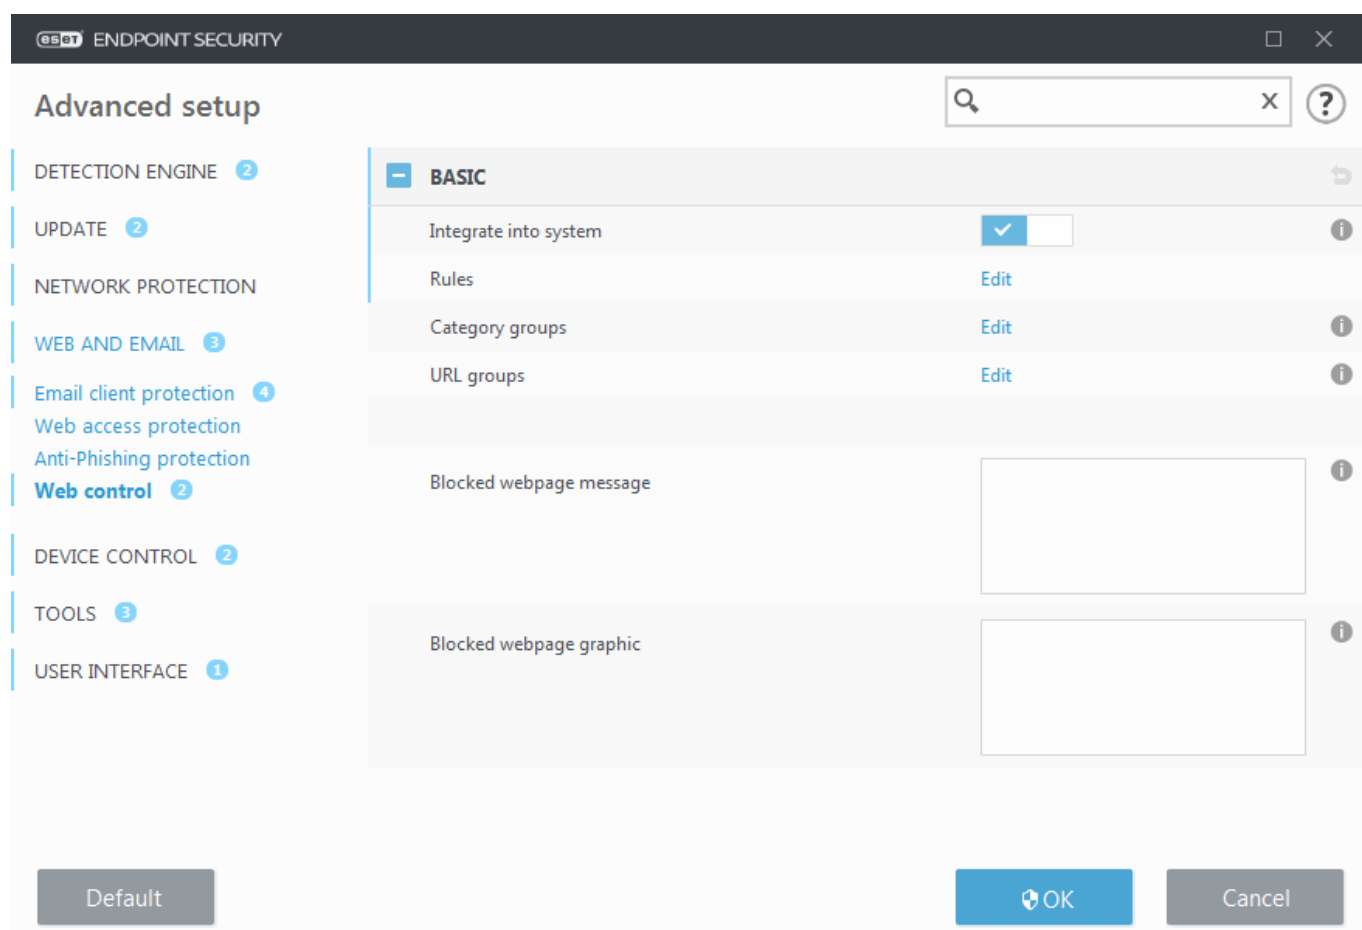 eset ENDPOINT SECURITY
Advanced setup
x
?
DETECTION ENGINE 2
UPDATE 2
NETWORK PROTECTION
WEB AND EMAIL 3
Email client protection 4
Web access protection
Anti-Phishing protection
Web control 2
DEVICE CONTROL 2
TOOLS 3
USER INTERFACE 1
BASIC
Integrate into system
Rules Edit
Category groups Edit
URL groups Edit
Blocked webpage message
Blocked webpage graphic
Default
OK
Cancel